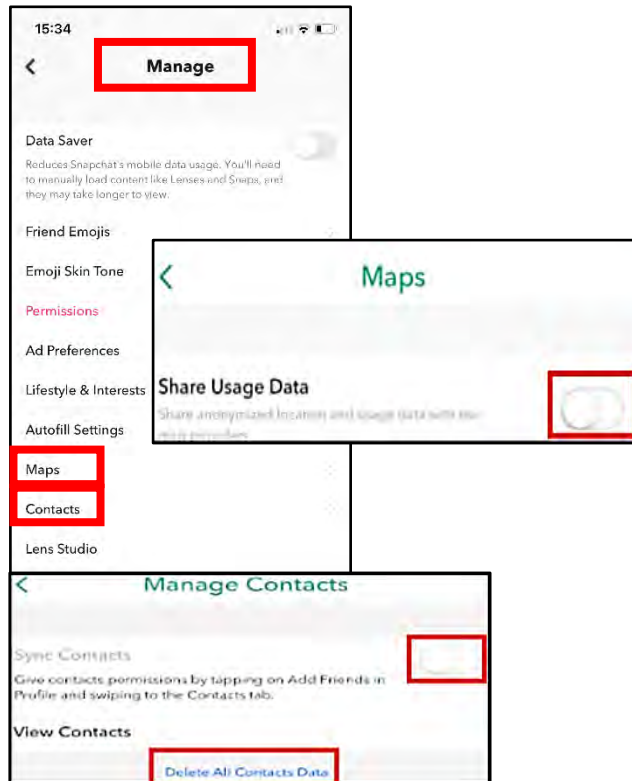 15:34
Manage
Data Saver
Reduces Snapchat's mobile data usage. You'll need
to manually load content like Lenses and Snaps, and
they may take longer to view.
Friend Emojis
Emoji Skin Tone
Permissions
Ad Preferences
Lifestyle & Interests
Autofill Settings
Maps
Contacts
Lens Studio
Maps
Share Usage Data
Share anonymized location and usage data with our
map providers
Manage Contacts
Sync Contacts
Give contacts permissions by tapping on Add Friends in
Profile and swiping to the Contacts tab.
View Contacts
Delete All Contacts Data